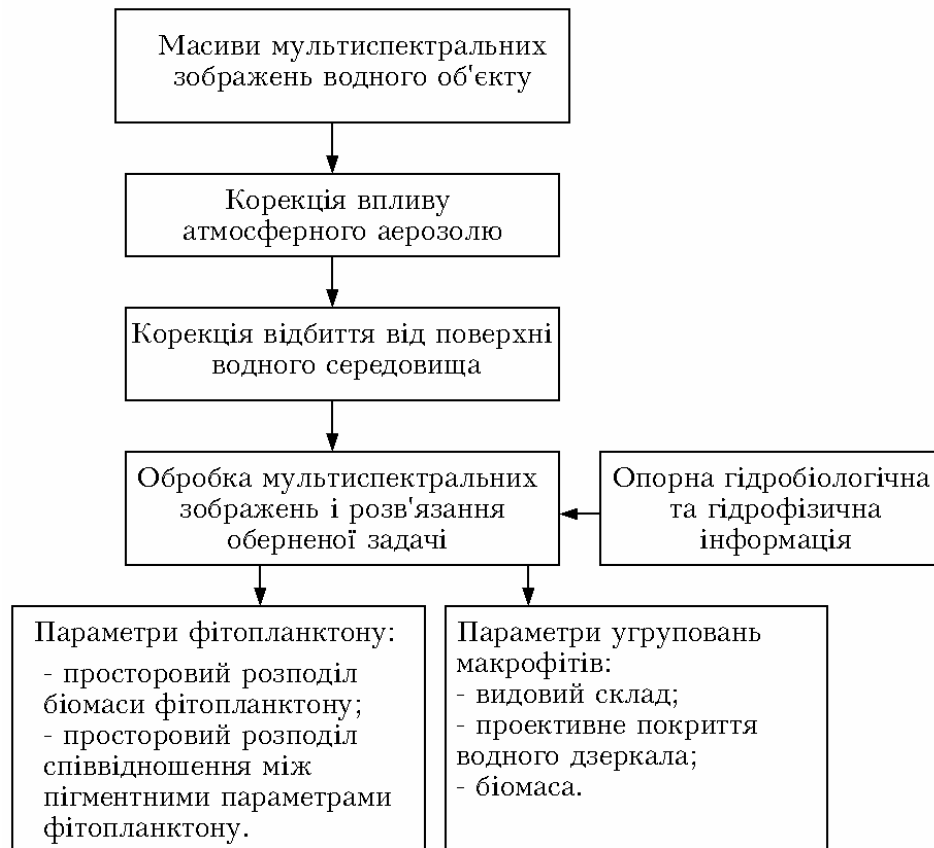 Масиви мультиспектральних
зображень водного об'єкту
Корекція впливу
атмосферного аерозолю
Корекція відбиття від поверхні
водного середовища
Обробка мультиспектральних
зображень і розв'язання
оберненої задачі
Опорна гідробіологічна
та гідрофізична
інформація
Параметри фітопланктону:
- просторовий розподіл
біомаси фітопланктону;
- просторовий розподіл
співвідношення між
пігментними параметрами
фітопланктону.
Параметри угруповань
макрофітів:
- видовий склад;
- проективне покриття
водного дзеркала;
- біомаса.